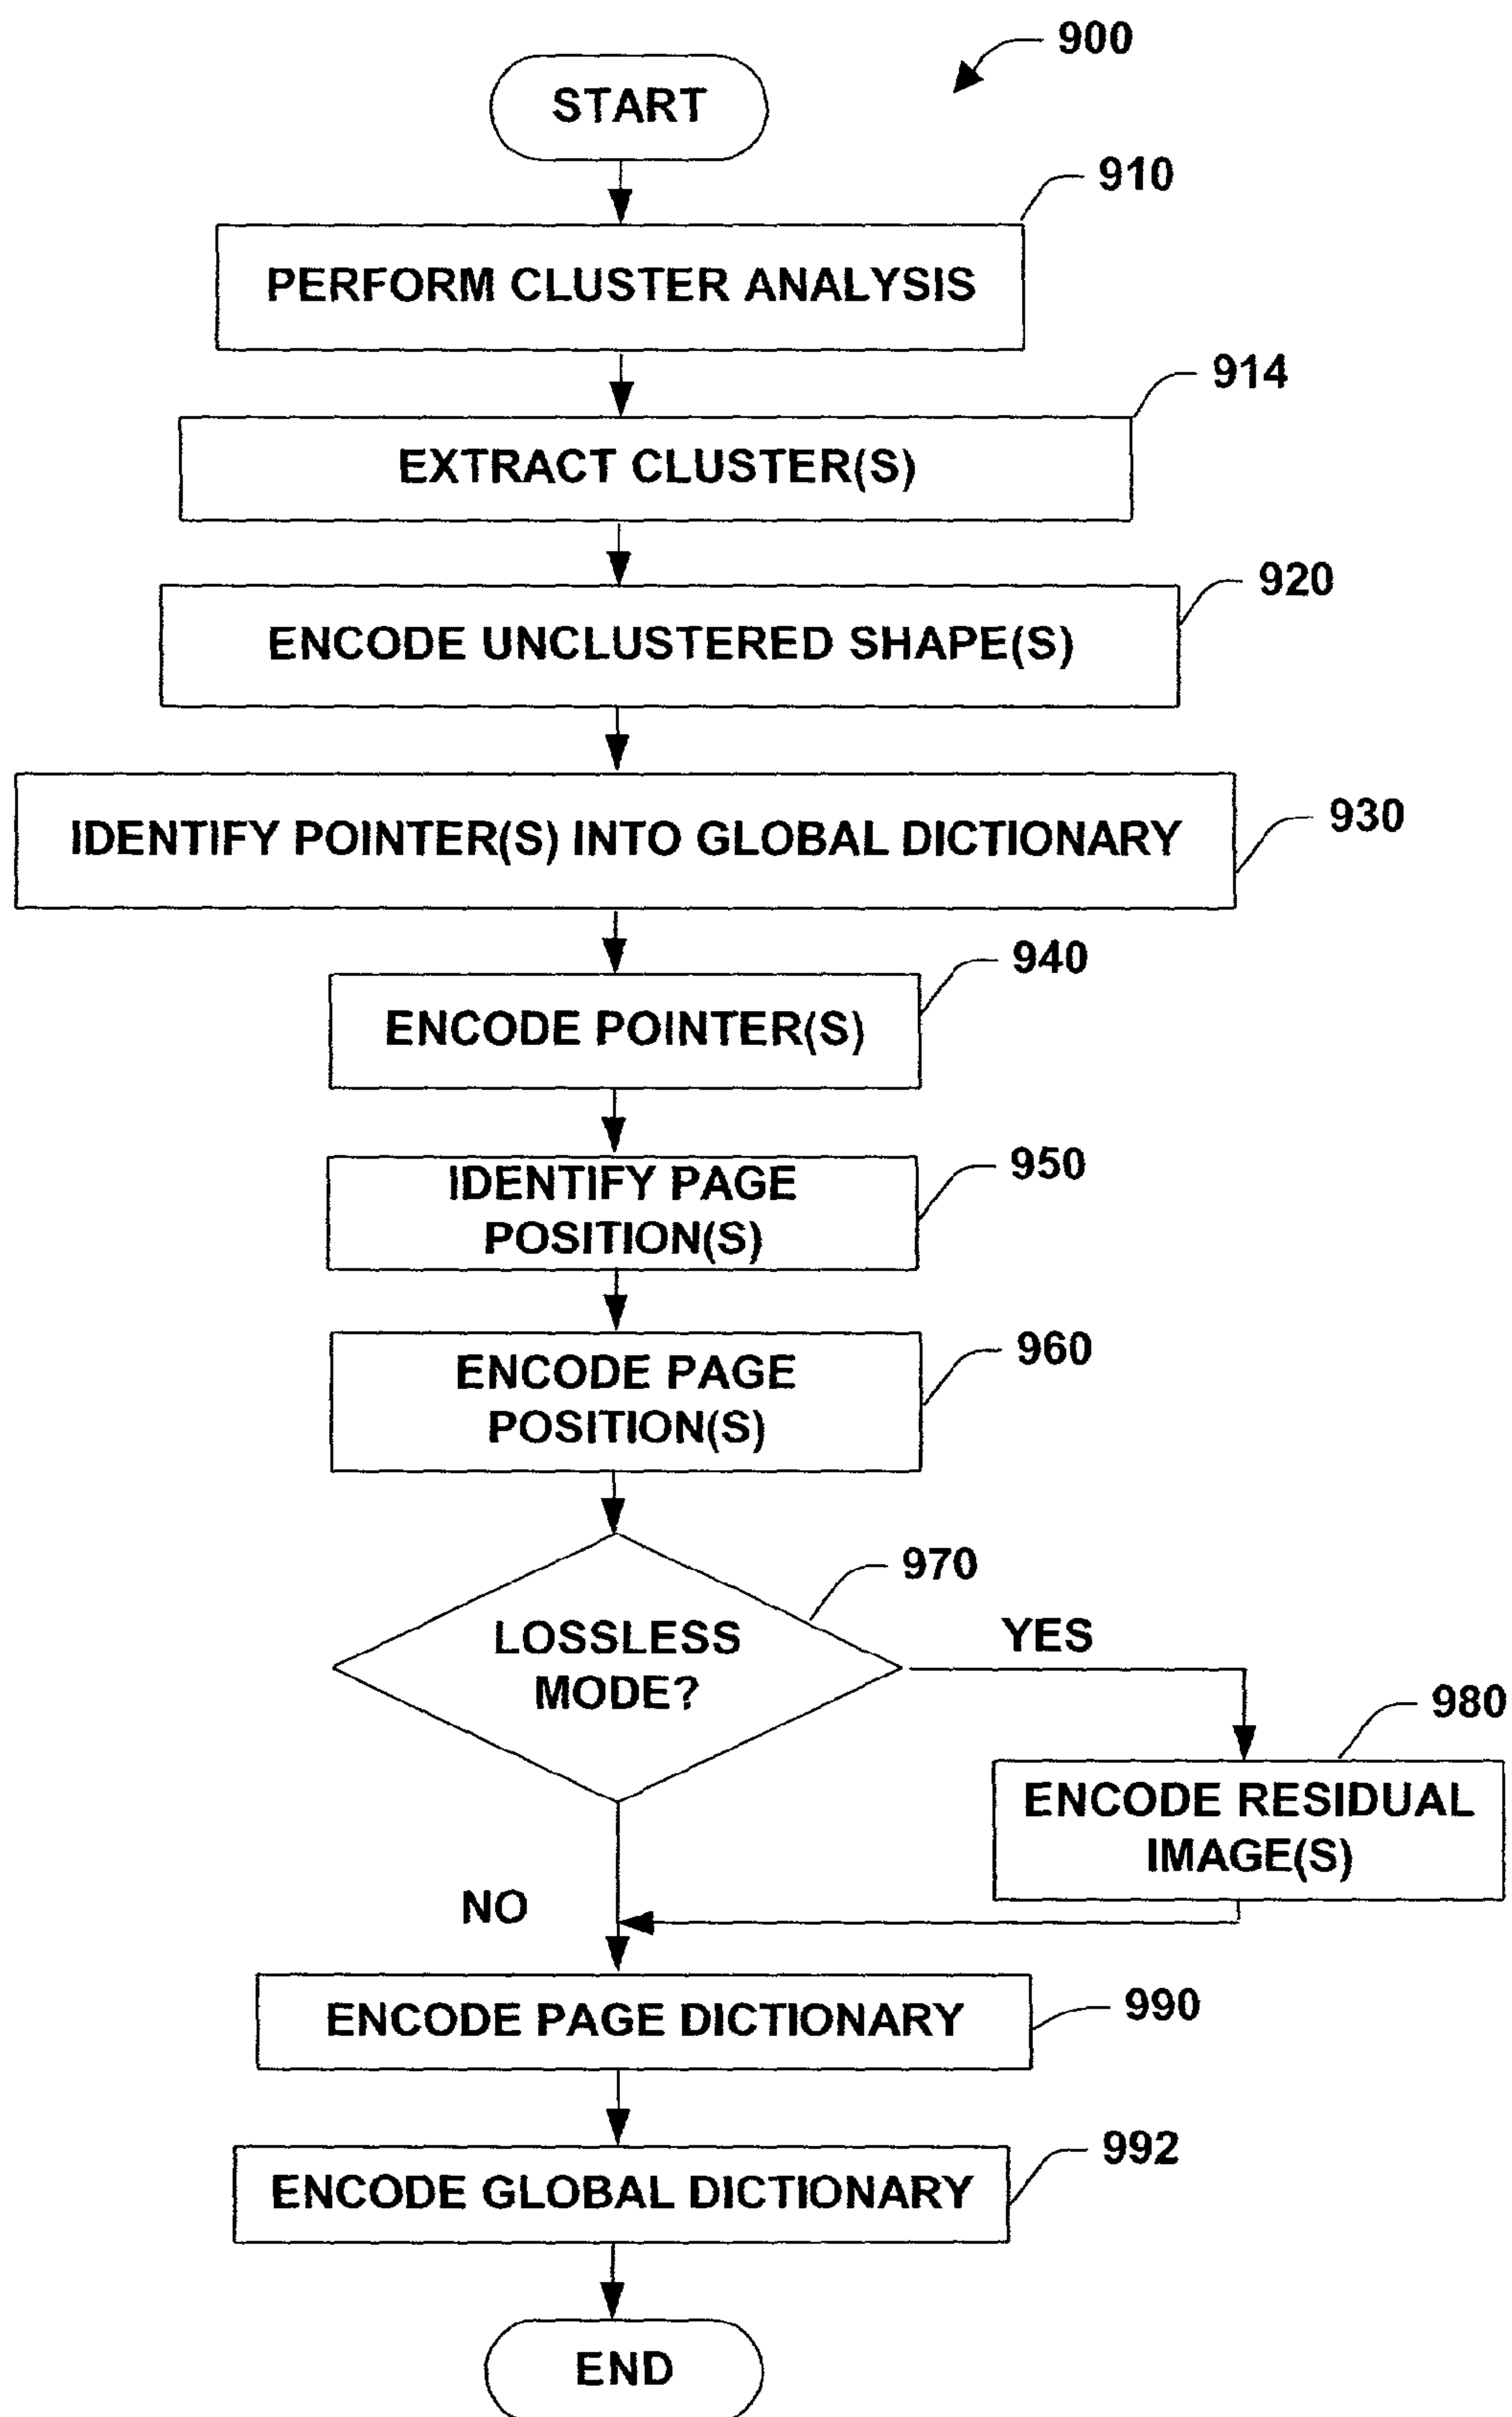 900
START
910
PERFORM CLUSTER ANALYSIS
914
EXTRACT CLUSTER(S)
920
ENCODE UNCLUSTERED SHAPE(S)
930
IDENTIFY POINTER(S) INTO GLOBAL DICTIONARY
940
ENCODE POINTER(S)
950
IDENTIFY PAGE
POSITION(S)
960
ENCODE PAGE
POSITION(S)
970
LOSSLESS
MODE?
YES
980
ENCODE RESIDUAL
IMAGE(S)
NO
990
ENCODE PAGE DICTIONARY
992
ENCODE GLOBAL DICTIONARY
END